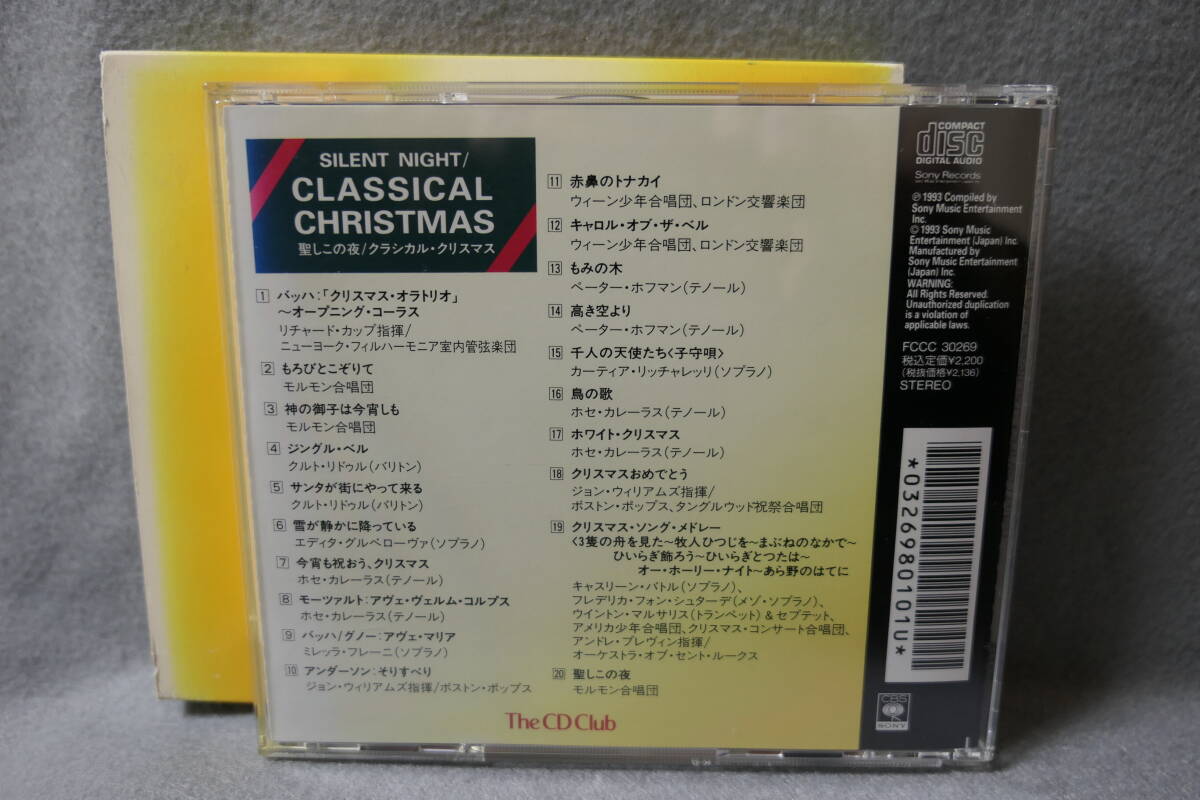 SILENT NIGHT/
CLASSICAL
CHRISTMAS
聖しこの夜/クラシカル・クリスマス
1 バッハ:「クリスマス・オラトリオ」
〜オープニング・コーラス
リチャード・カップ指揮/
ニューヨーク・フィルハーモニア室内管弦楽団
2 もろびとこぞりて
モルモン合唱団
3 神の御子は今宵しも
モルモン合唱団
4 ジングル・ベル
クルト・リドゥル(バリトン)
5 サンタが街にやって来る
クルト・リドゥル(バリトン)
6 雪が静かに降っている
エディタ・グルベローヴァ(ソプラノ)
7 今宵も祝おう、クリスマス
ホセ・カレーラス(テノール)
8 モーツァルト:アヴェ・ヴェルム・コルプス
ホセ・カレーラス(テノール)
9 バッハ/グノー:アヴェ・マリア
ミレッラ・フレーニ(ソプラノ)
10 アンダーソン:そりすべり
ジョン・ウィリアムズ指揮/ボストン・ポップス
11 赤鼻のトナカイ
ウィーン少年合唱団、ロンドン交響楽団
12 キャロル・オブ・ザ・ベル
ウィーン少年合唱団、ロンドン交響楽団
13 もみの木
ペーター・ホフマン(テノール)
14 高き空より
ペーター・ホフマン(テノール)
15 千人の天使たち〈子守唄〉
カーティア・リッチャレッリ(ソプラノ)
16 鳥の歌
ホセ・カレーラス(テノール)
17 ホワイト・クリスマス
ホセ・カレーラス(テノール)
18 クリスマスおめでとう
ジョン・ウィリアムズ指揮/
ボストン・ポップス、タングルウッド祝祭合唱団
19 クリスマス・ソング・メドレー
〈3隻の舟を見た〜牧人ひつじを〜まぶねのなかで〜
ひいらぎ飾ろう〜ひいらぎとつたは〜
オー・ホーリー・ナイト〜あら野のはてに
キャスリーン・バトル(ソプラノ)、
フレデリカ・フォン・シュターデ(メゾ・ソプラノ)、
ウイントン・マルサリス(トランペット)&セプテット、
アメリカ少年合唱団、クリスマス・コンサート合唱団、
アンドレ・プレヴィン指揮/
オーケストラ・オブ・セント・ルークス
20 聖しこの夜
モルモン合唱団
The CD Club
COMPACT
disc
DIGITAL AUDIO
Sony Records
℗1993 Compiled by
Sony Music Entertainment
Inc.
©1993 Sony Music
Entertainment (Japan) Inc.
Manufactured by
Sony Music Entertainment
(Japan) Inc.
WARNING:
All Rights Reserved.
Unauthorized duplication
is a violation of
applicable laws.
FCCC 30269
税込定価¥2,200
(税抜価格¥2,136)
STEREO
*0326980101U*
CBS
SONY